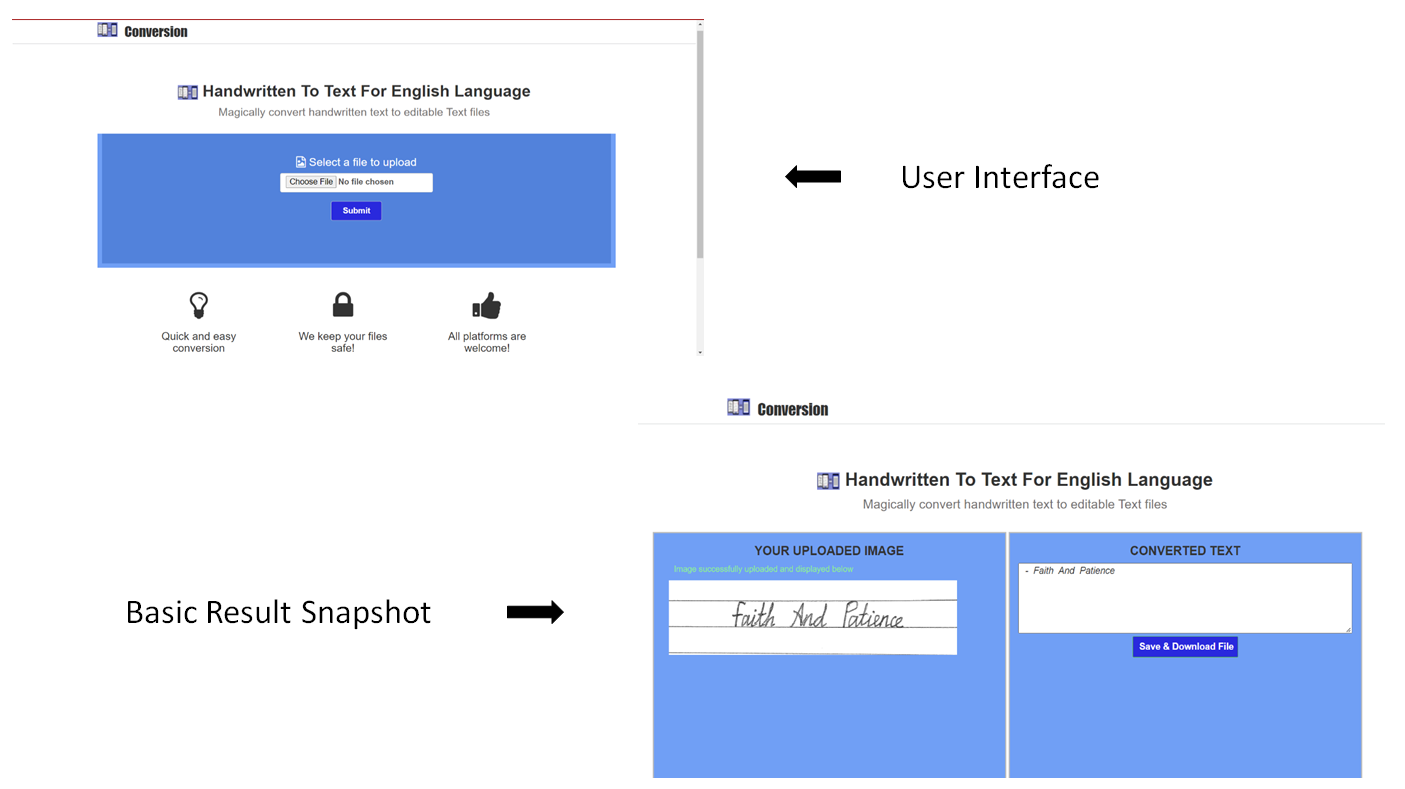 Conversion
Handwritten To Text For English Language
Magically convert handwritten text to editable Text files
Select a file to upload
Choose File No file chosen
Submit
Quick and easy
conversion
We keep your files
safe!
All platforms are
welcome!
User Interface
Basic Result Snapshot
Conversion
Handwritten To Text For English Language
Magically convert handwritten text to editable Text files
YOUR UPLOADED IMAGE
Image successfully uploaded and displayed below
Faith And Patience
CONVERTED TEXT
- Faith And Patience
Save & Download File